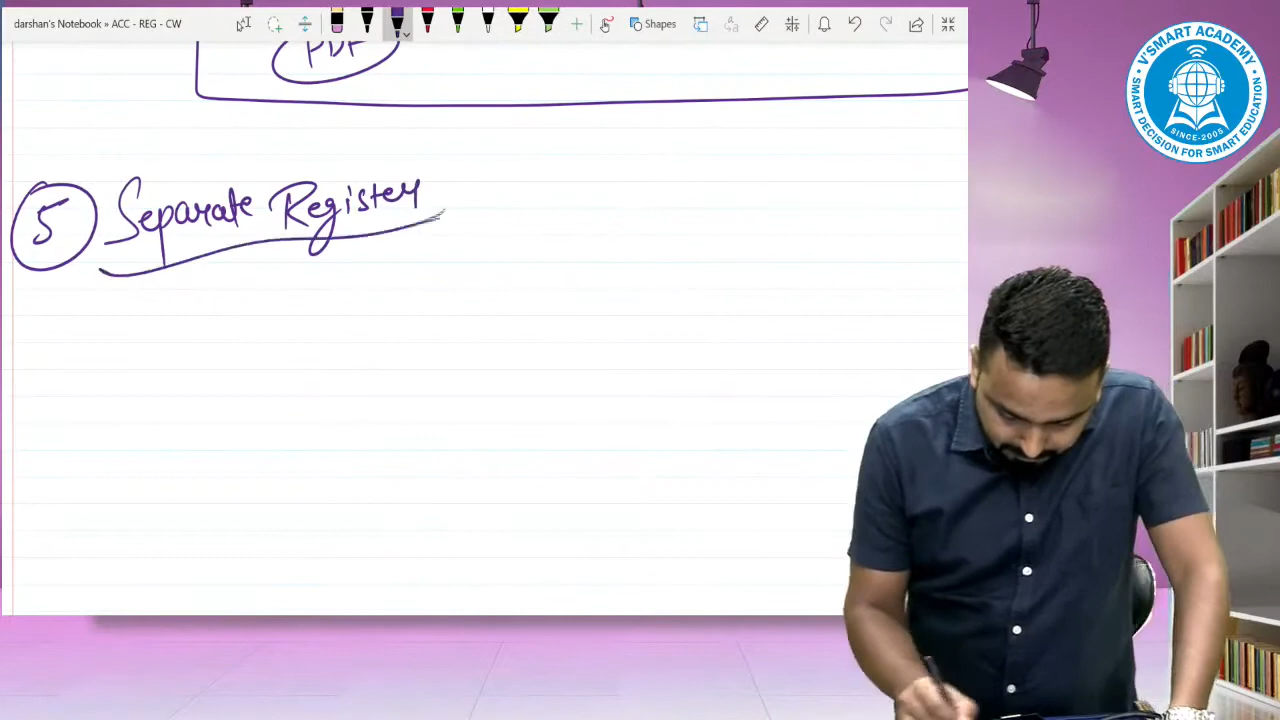 darshan's Notebook » ACC - REG - CW
Shapes
PDF
5 Separate Register
V'SMART ACADEMY
SINCE-2005
SMART DECISION FOR SMART EDUCATION